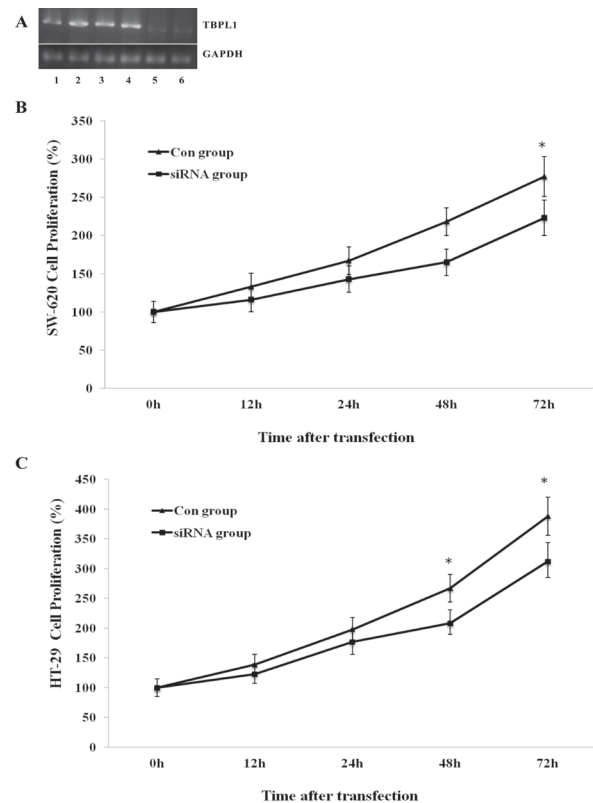 A
TBPL1
GAPDH
1 2 3 4 5 6
B
SW-620 Cell Proliferation (%)
350
300
250
200
150
100
50
0
Con group
siRNA group
*
0h 12h 24h 48h 72h
Time after transfection
C
HT-29 Cell Proliferation (%)
450
400
350
300
250
200
150
100
50
0
Con group
siRNA group
*
*
0h 12h 24h 48h 72h
Time after transfection